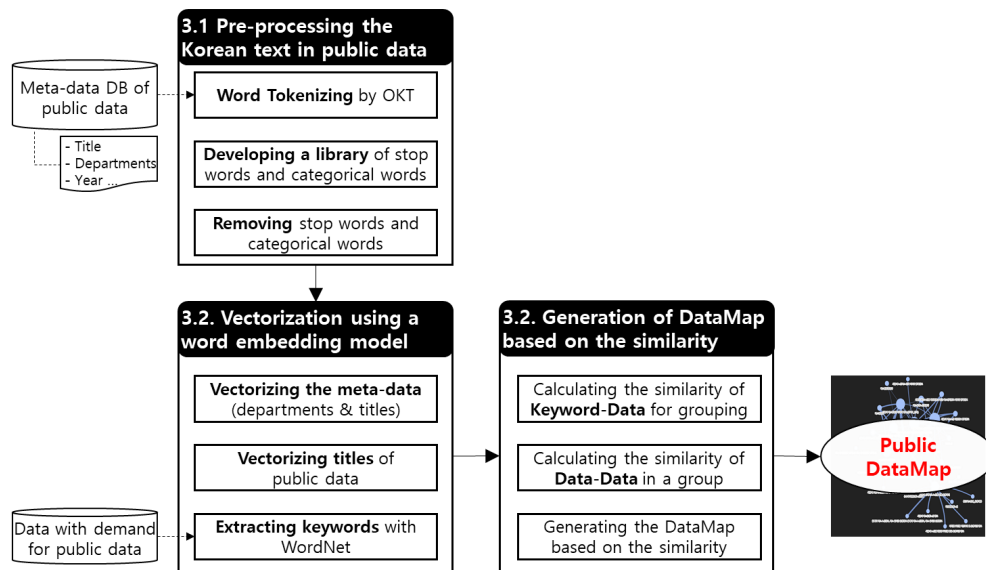 3.1 Pre-processing the
Korean text in public data
Meta-data DB of
public data
- Title
- Departments
- Year ...
Word Tokenizing by OKT
Developing a library of stop
words and categorical words
Removing stop words and
categorical words
3.2. Vectorization using a
word embedding model
Vectorizing the meta-data
(departments & titles)
Vectorizing titles of
public data
Extracting keywords with
WordNet
Data with demand
for public data
3.2. Generation of DataMap
based on the similarity
Calculating the similarity of
Keyword-Data for grouping
Calculating the similarity of
Data-Data in a group
Generating the DataMap
based on the similarity
Public
DataMap